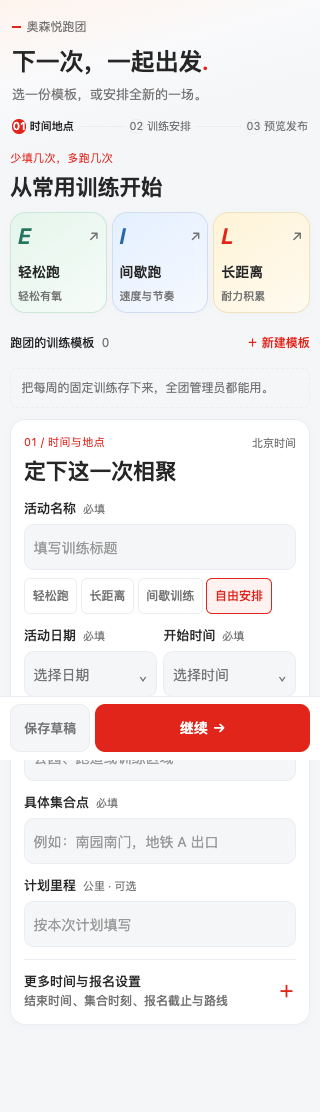 奥森悦跑团
下一次，一起出发.
选一份模板，或安排全新的一场。
01 时间地点
02 训练安排
03 预览发布
少填几次，多跑几次
从常用训练开始
E
轻松跑
轻松有氧
I
间歇跑
速度与节奏
L
长距离
耐力积累
跑团的训练模板 0
+ 新建模板
把每周的固定训练存下来，全团管理员都能用。
01 / 时间与地点
北京时间
定下这一次相聚
活动名称 必填
填写训练标题
轻松跑
长距离
间歇训练
自由安排
活动日期 必填
开始时间 必填
选择日期
选择时间
保存草稿
继续 →
公园、跑道或训练区域
具体集合点 必填
例如：南园南门，地铁 A 出口
计划里程 公里 · 可选
按本次计划填写
更多时间与报名设置
结束时间、集合时刻、报名截止与路线
+